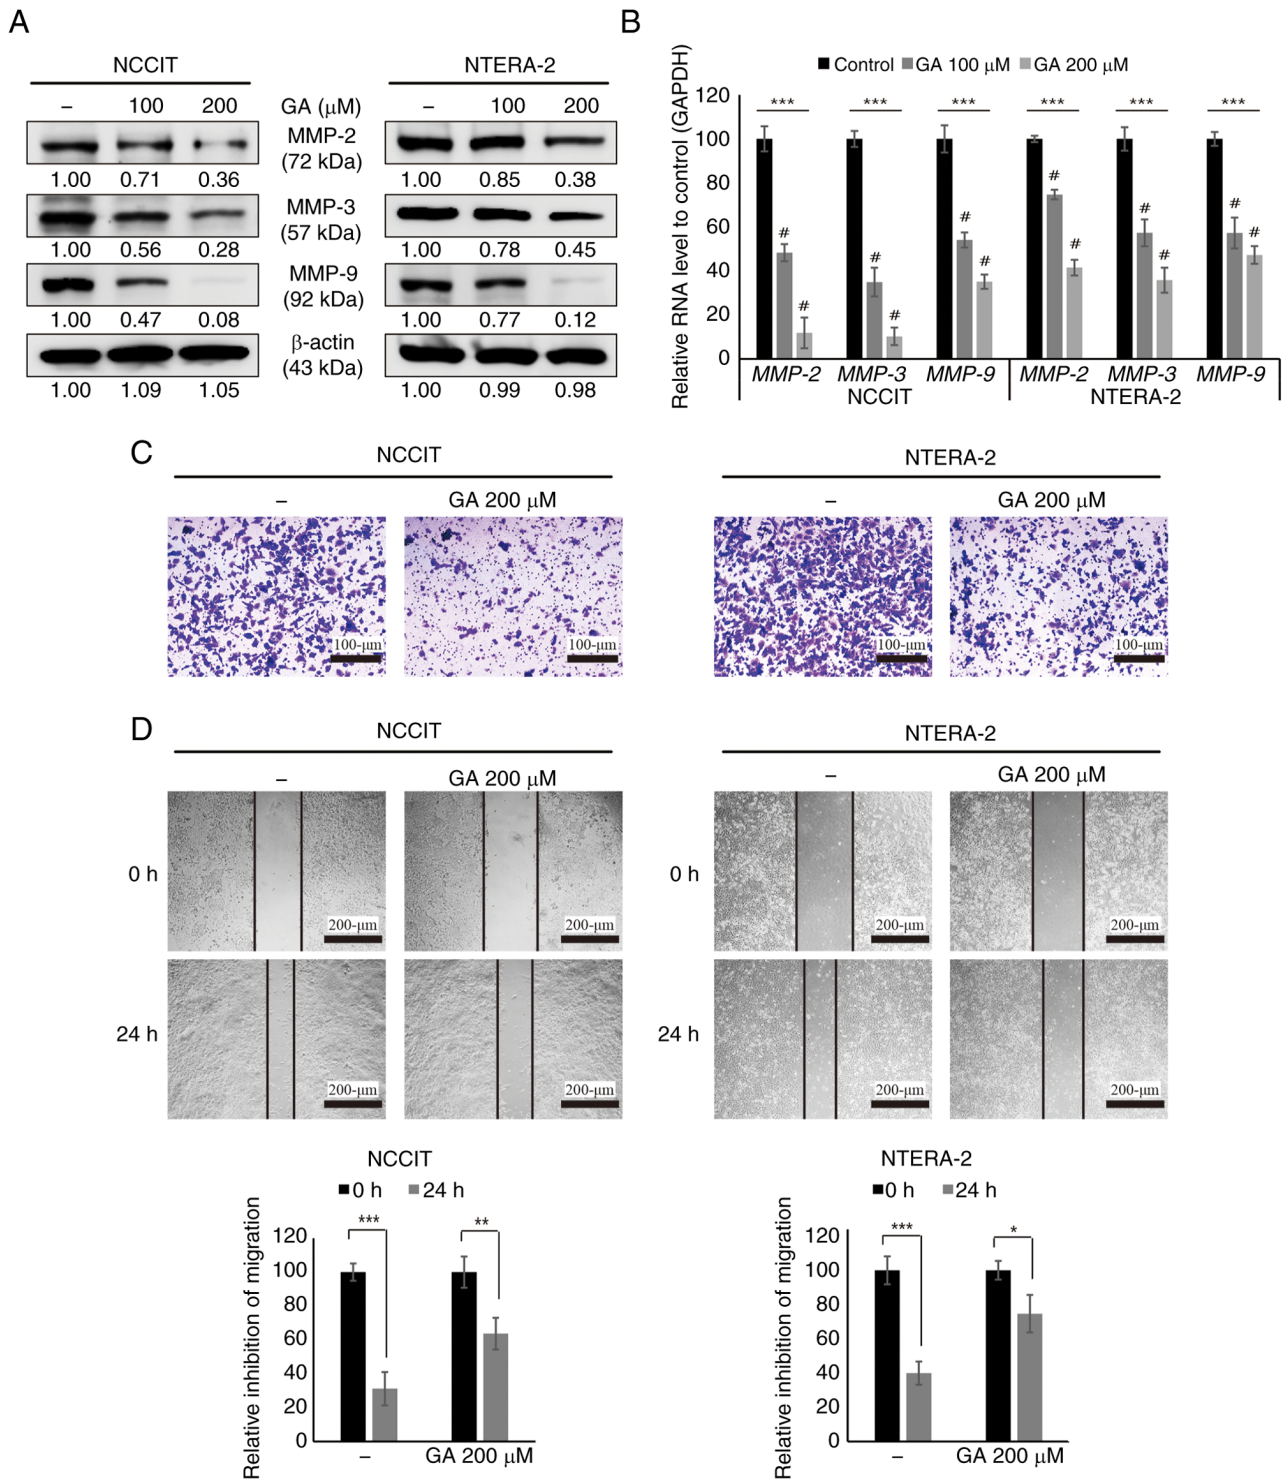 A
NCCIT
NTERA-2
– 100 200 GA (μM) – 100 200
MMP-2
(72 kDa)
1.00 0.71 0.36 1.00 0.85 0.38
MMP-3
(57 kDa)
1.00 0.56 0.28 1.00 0.78 0.45
MMP-9
(92 kDa)
1.00 0.47 0.08 1.00 0.77 0.12
β-actin
(43 kDa)
1.00 1.09 1.05 1.00 0.99 0.98
B
Control GA 100 μM GA 200 μM
Relative RNA level to control (GAPDH)
120
100
80
60
40
20
0
*** *** *** *** *** ***
# # # # # # # # # # # #
MMP-2 MMP-3 MMP-9 MMP-2 MMP-3 MMP-9
NCCIT NTERA-2
C
NCCIT NTERA-2
– GA 200 μM – GA 200 μM
100-μm 100-μm 100-μm 100-μm
D
NCCIT NTERA-2
– GA 200 μM – GA 200 μM
0 h 0 h
200-μm 200-μm 200-μm 200-μm
24 h 24 h
200-μm 200-μm 200-μm 200-μm
NCCIT
0 h 24 h
Relative inhibition of migration
120
100
80
60
40
20
0
*** **
– GA 200 μM
NTERA-2
0 h 24 h
Relative inhibition of migration
120
100
80
60
40
20
0
*** *
– GA 200 μM